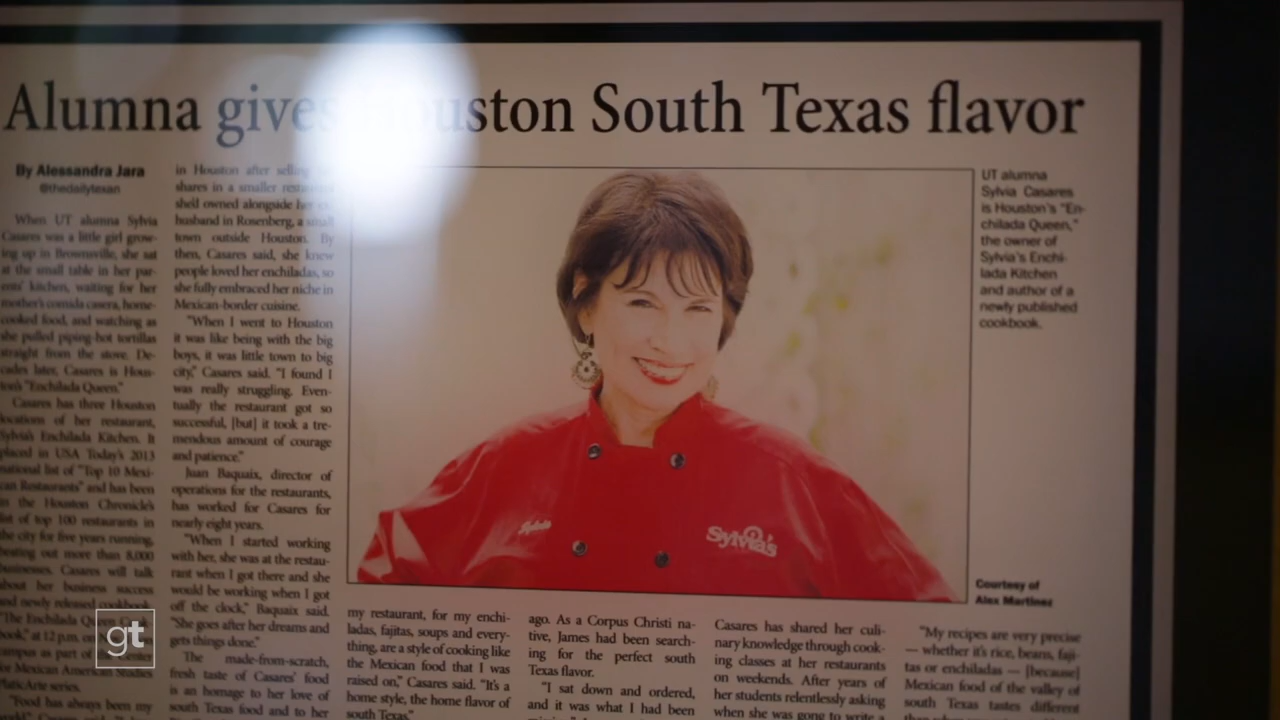 Alumna gives Houston South Texas flavor
By Alessandra Jara
@thedailytexan
When UT alumna Sylvia
Casares was a little girl grow-
ing up in Brownsville, she sat
at the small table in her par-
ents' kitchen, waiting for her
mother's comida casera, home-
cooked food, and watching as
she pulled piping-hot tortillas
straight from the stove. De-
cades later, Casares is Hous-
ton's "Enchilada Queen."
Casares has three Houston
locations of her restaurant,
Sylvia's Enchilada Kitchen. It
placed in USA Today's 2013
national list of "Top 10 Mexi-
can Restaurants" and has been
in the Houston Chronicle's
list of top 100 restaurants in
the city for five years running,
beating out more than 8,000
businesses. Casares will talk
about her business success
and newly released cookbook,
"The Enchilada Queen
book," at 12 p.m. on
campus as part of Center
for Mexican American Studies
PlaticArte series.
"Food has always been my
world," Casares said.
in Houston after selling
shares in a smaller restaurant
she'd owned alongside her ex-
husband in Rosenberg, a small
town outside Houston. By
then, Casares said, she knew
people loved her enchiladas, so
she fully embraced her niche in
Mexican-border cuisine.
"When I went to Houston
it was like being with the big
boys, it was little town to big
city," Casares said. "I found I
was really struggling. Even-
tually the restaurant got so
successful, [but] it took a tre-
mendous amount of courage
and patience."
Juan Baquaix, director of
operations for the restaurants,
has worked for Casares for
nearly eight years.
"When I started working
with her, she was at the restau-
rant when I got there and she
would be working when I got
off the clock," Baquaix said.
"She goes after her dreams and
gets things done."
The made-from-scratch,
fresh taste of Casares' food
is an homage to her love of
south Texas food and to her
Sylvia
Sylvia's
UT alumna
Sylvia Casares
is Houston's "En-
chilada Queen,"
the owner of
Sylvia's Enchi-
lada Kitchen
and author of a
newly published
cookbook.
Courtesy of
Alex Martinez
my restaurant, for my enchi-
ladas, fajitas, soups and every-
thing, are a style of cooking like
the Mexican food that I was
raised on," Casares said. "It's a
home style, the home flavor of
south Texas."
ago. As a Corpus Christi na-
tive, James had been search-
ing for the perfect south
Texas flavor.
"I sat down and ordered,
and it was what I had been
Casares has shared her culi-
nary knowledge through cook-
ing classes at her restaurants
on weekends. After years of
her students relentlessly asking
when she was going to write a
"My recipes are very precise
— whether it's rice, beans, faji-
tas or enchiladas — [because]
Mexican food of the valley of
south Texas tastes different
gt